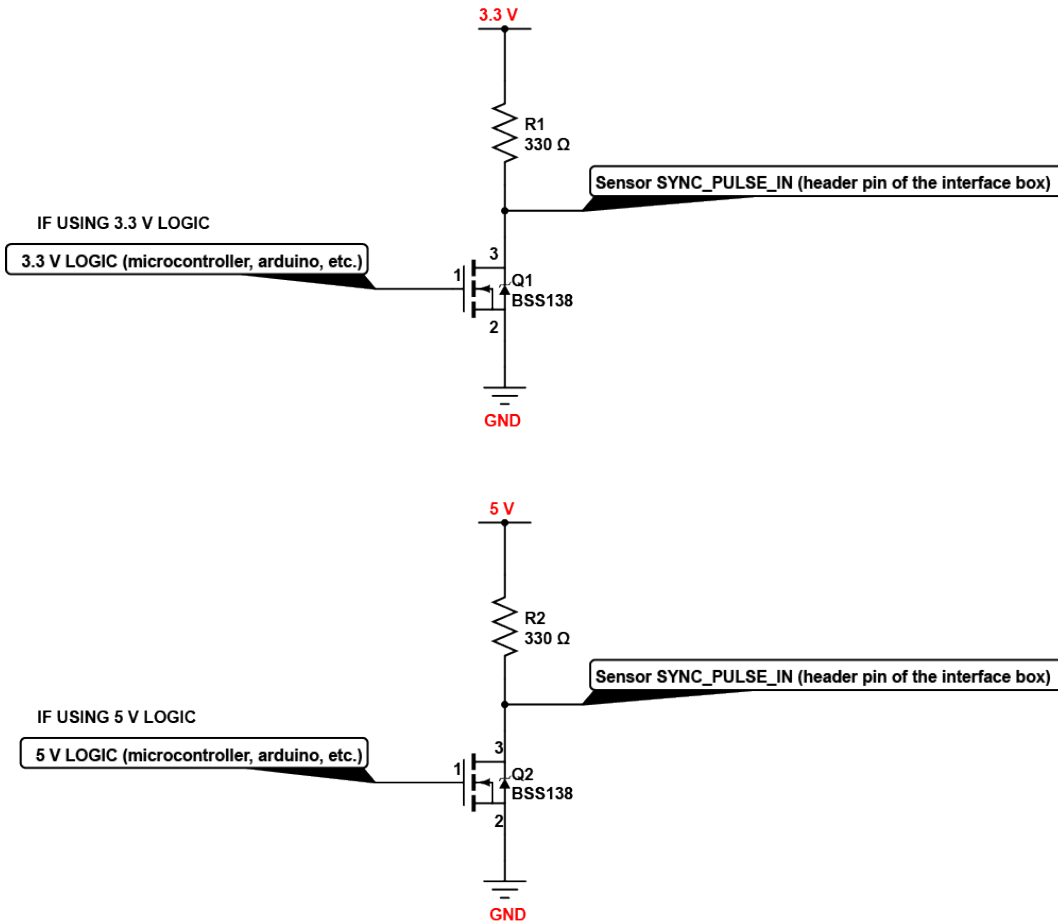 3.3 V
R1
330 Ω
Sensor SYNC_PULSE_IN (header pin of the interface box)
IF USING 3.3 V LOGIC
3.3 V LOGIC (microcontroller, arduino, etc.)
3
1
Q1
BSS138
2
GND
5 V
R2
330 Ω
Sensor SYNC_PULSE_IN (header pin of the interface box)
IF USING 5 V LOGIC
5 V LOGIC (microcontroller, arduino, etc.)
3
1
Q2
BSS138
2
GND